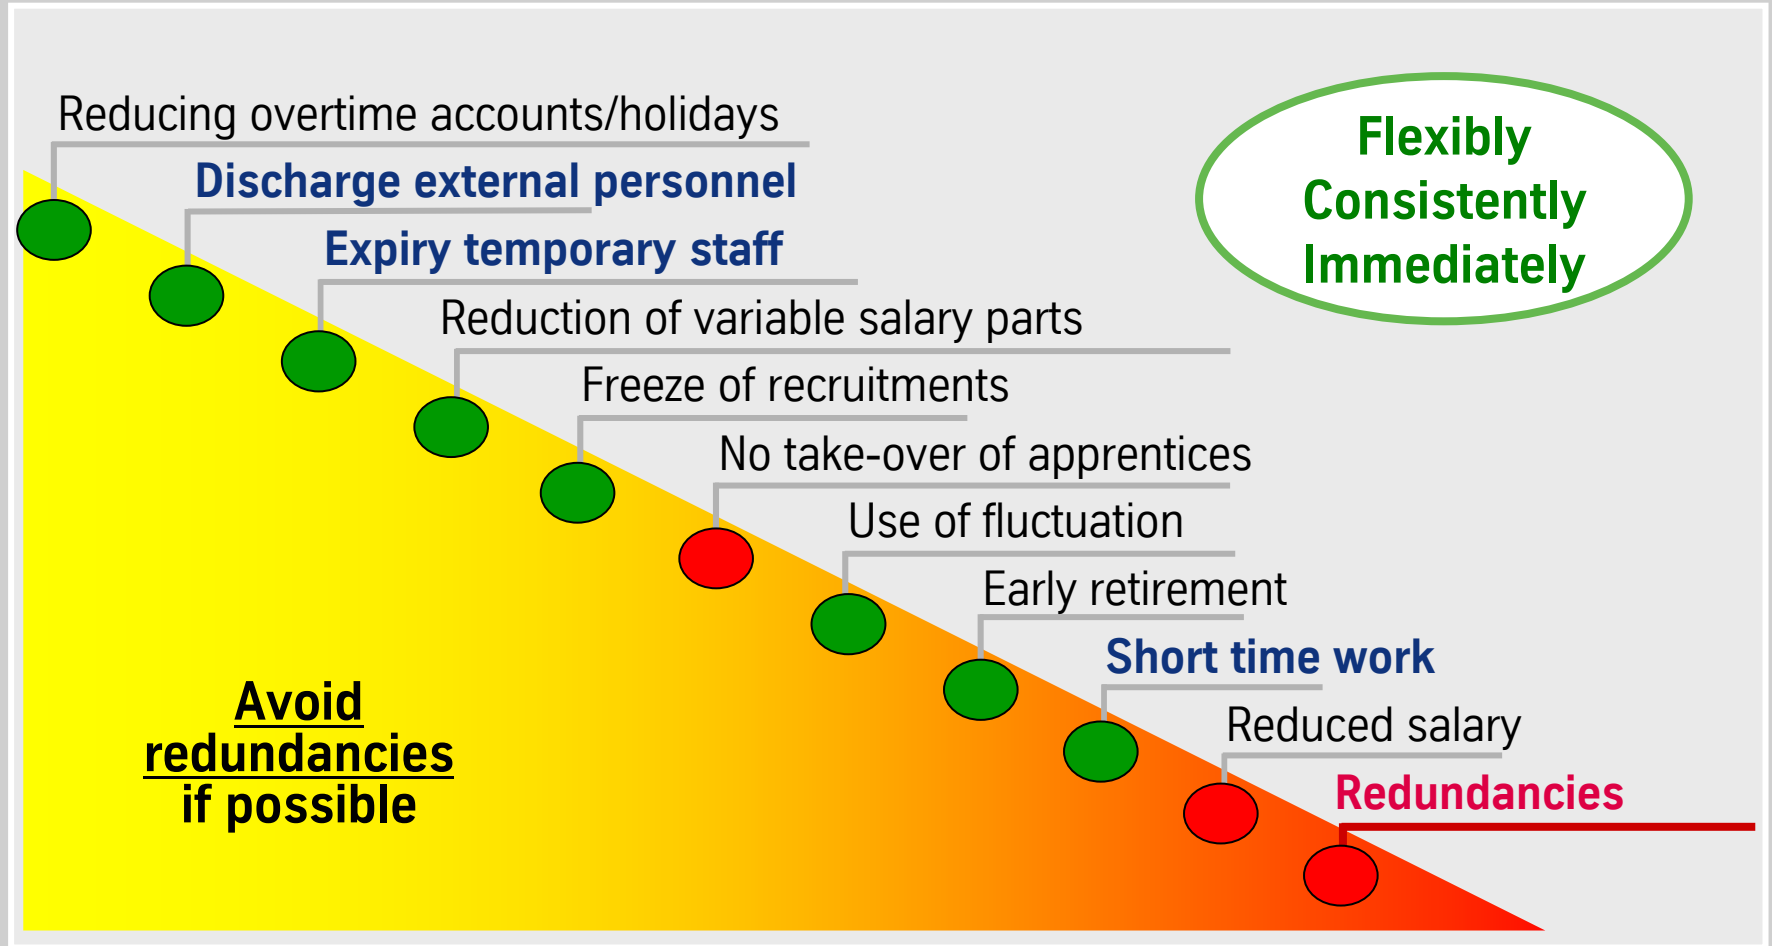 Reducing overtime accounts/holidays
Discharge external personnel
Expiry temporary staff
Reduction of variable salary parts
Freeze of recruitments
No take-over of apprentices
Use of fluctuation
Early retirement
Short time work
Reduced salary
Redundancies
Flexibly
Consistently
Immediately
Avoid
redundancies
if possible